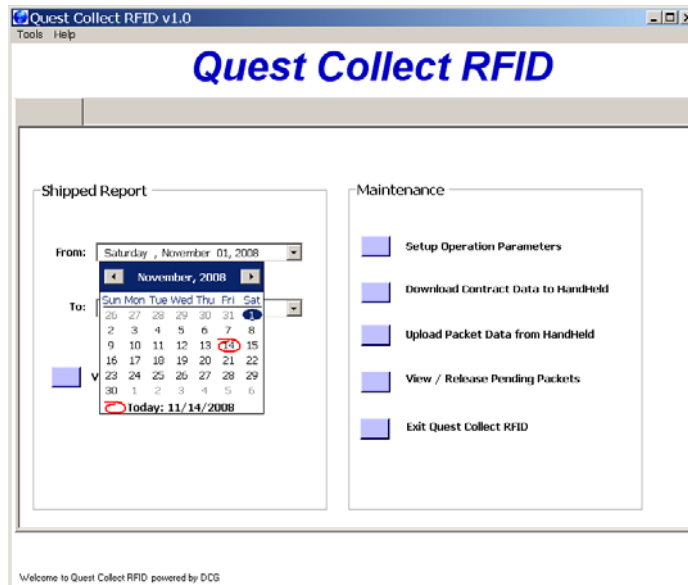 Quest Collect RFID v1.0
Tools Help
Quest Collect RFID
Shipped Report
From: Saturday , November 01, 2008
November, 2008
To:
Sun Mon Tue Wed Thu Fri Sat
26 27 28 29 30 31 1
2 3 4 5 6 7 8
9 10 11 12 13 14 15
16 17 18 19 20 21 22
V
23 24 25 26 27 28 29
30 1 2 3 4 5 6
Today: 11/14/2008
Maintenance
Setup Operation Parameters
Download Contract Data to HandHeld
Upload Packet Data from HandHeld
View / Release Pending Packets
Exit Quest Collect RFID
Welcome to Quest Collect RFID powered by DCG